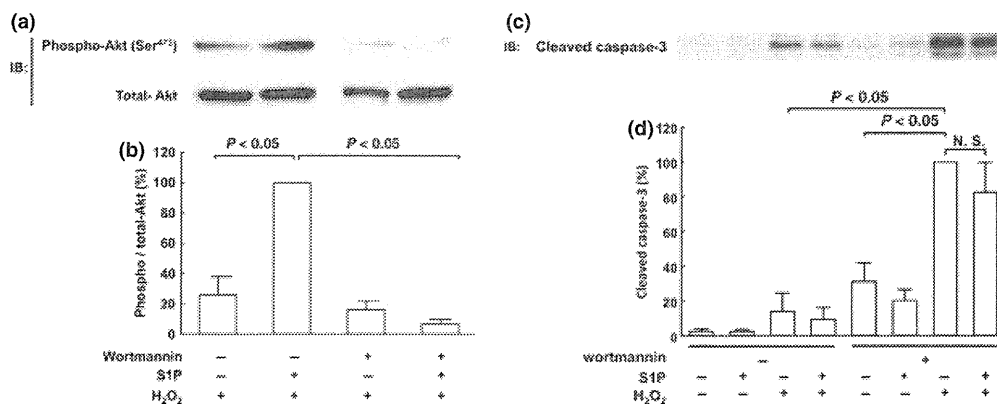 (a)
IB:
Phospho-Akt (Ser⁴⁷³)
Total- Akt
(b)
P < 0.05
P < 0.05
Phospho / total-Akt (%)
120
100
80
60
40
20
0
Wortmannin − − + +
S1P − + − +
H₂O₂ + + + +
(c)
IB: Cleaved caspase-3
(d)
P < 0.05
P < 0.05
N. S.
Cleaved caspase-3 (%)
120
100
80
60
40
20
0
wortmannin − +
S1P − + − + − + − +
H₂O₂ − − + + − − + +